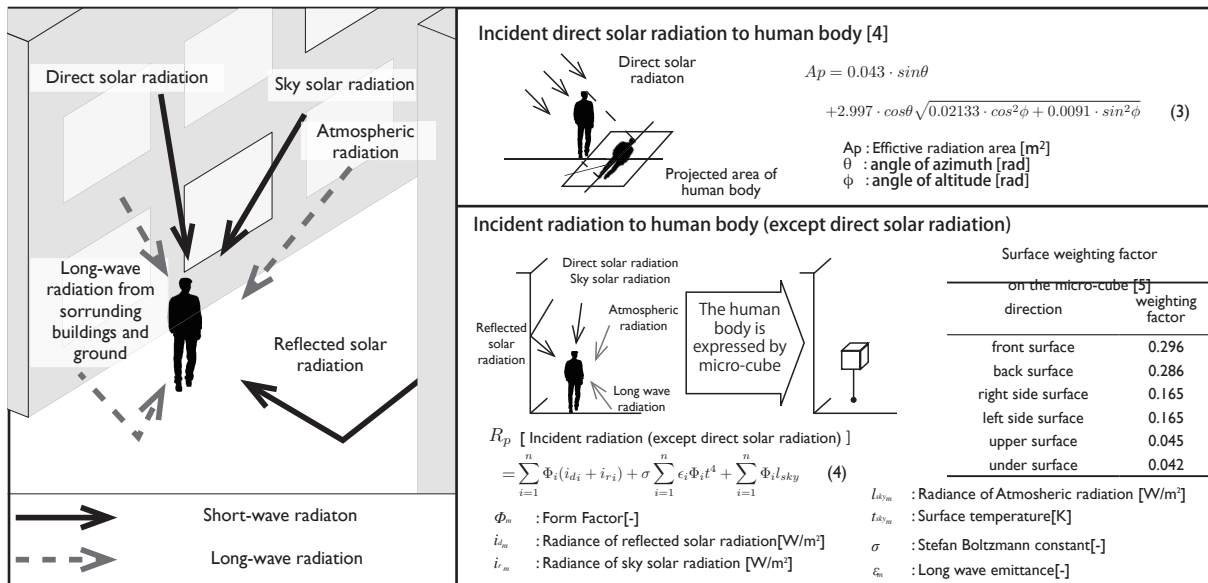 Direct solar radiation
Sky solar radiation
Atmospheric
radiation
Long-wave
radiation from
sorrunding
buildings and
ground
Reflected solar
radiation
Short-wave radiaton
Long-wave radiation
Incident direct solar radiation to human body [4]
Direct solar
radiaton
Projected area of
human body
Ap = 0.043 · sinθ
+2.997 · cosθ√(0.02133 · cos²φ + 0.0091 · sin²φ) (3)
Ap : Effictive radiation area [m²]
θ : angle of azimuth [rad]
ϕ : angle of altitude [rad]
Incident radiation to human body (except direct solar radiation)
Direct solar radiation
Sky solar radiation
Reflected
solar
radiation
Atmospheric
radiation
Long wave
radiation
The human
body is
expressed by
micro-cube
Surface weighting factor
on the micro-cube [5]
direction weighting
factor
front surface 0.296
back surface 0.286
right side surface 0.165
left side surface 0.165
upper surface 0.045
under surface 0.042
R_p [ Incident radiation (except direct solar radiation) ]
= ∑_{i=1}^{n} Φ_i(i_{d_i} + i_{r_i}) + σ ∑_{i=1}^{n} ϵ_iΦ_i t⁴ + ∑_{i=1}^{n} Φ_i l_{sky} (4)
Φ_m : Form Factor[-]
i_{d_m} : Radiance of reflected solar radiation[W/m²]
i_{r_m} : Radiance of sky solar radiation [W/m²]
l_{sky_m} : Radiance of Atmosheric radiation [W/m²]
t_{sky_m} : Surface temperature[K]
σ : Stefan Boltzmann constant[-]
ε_m : Long wave emittance[-]